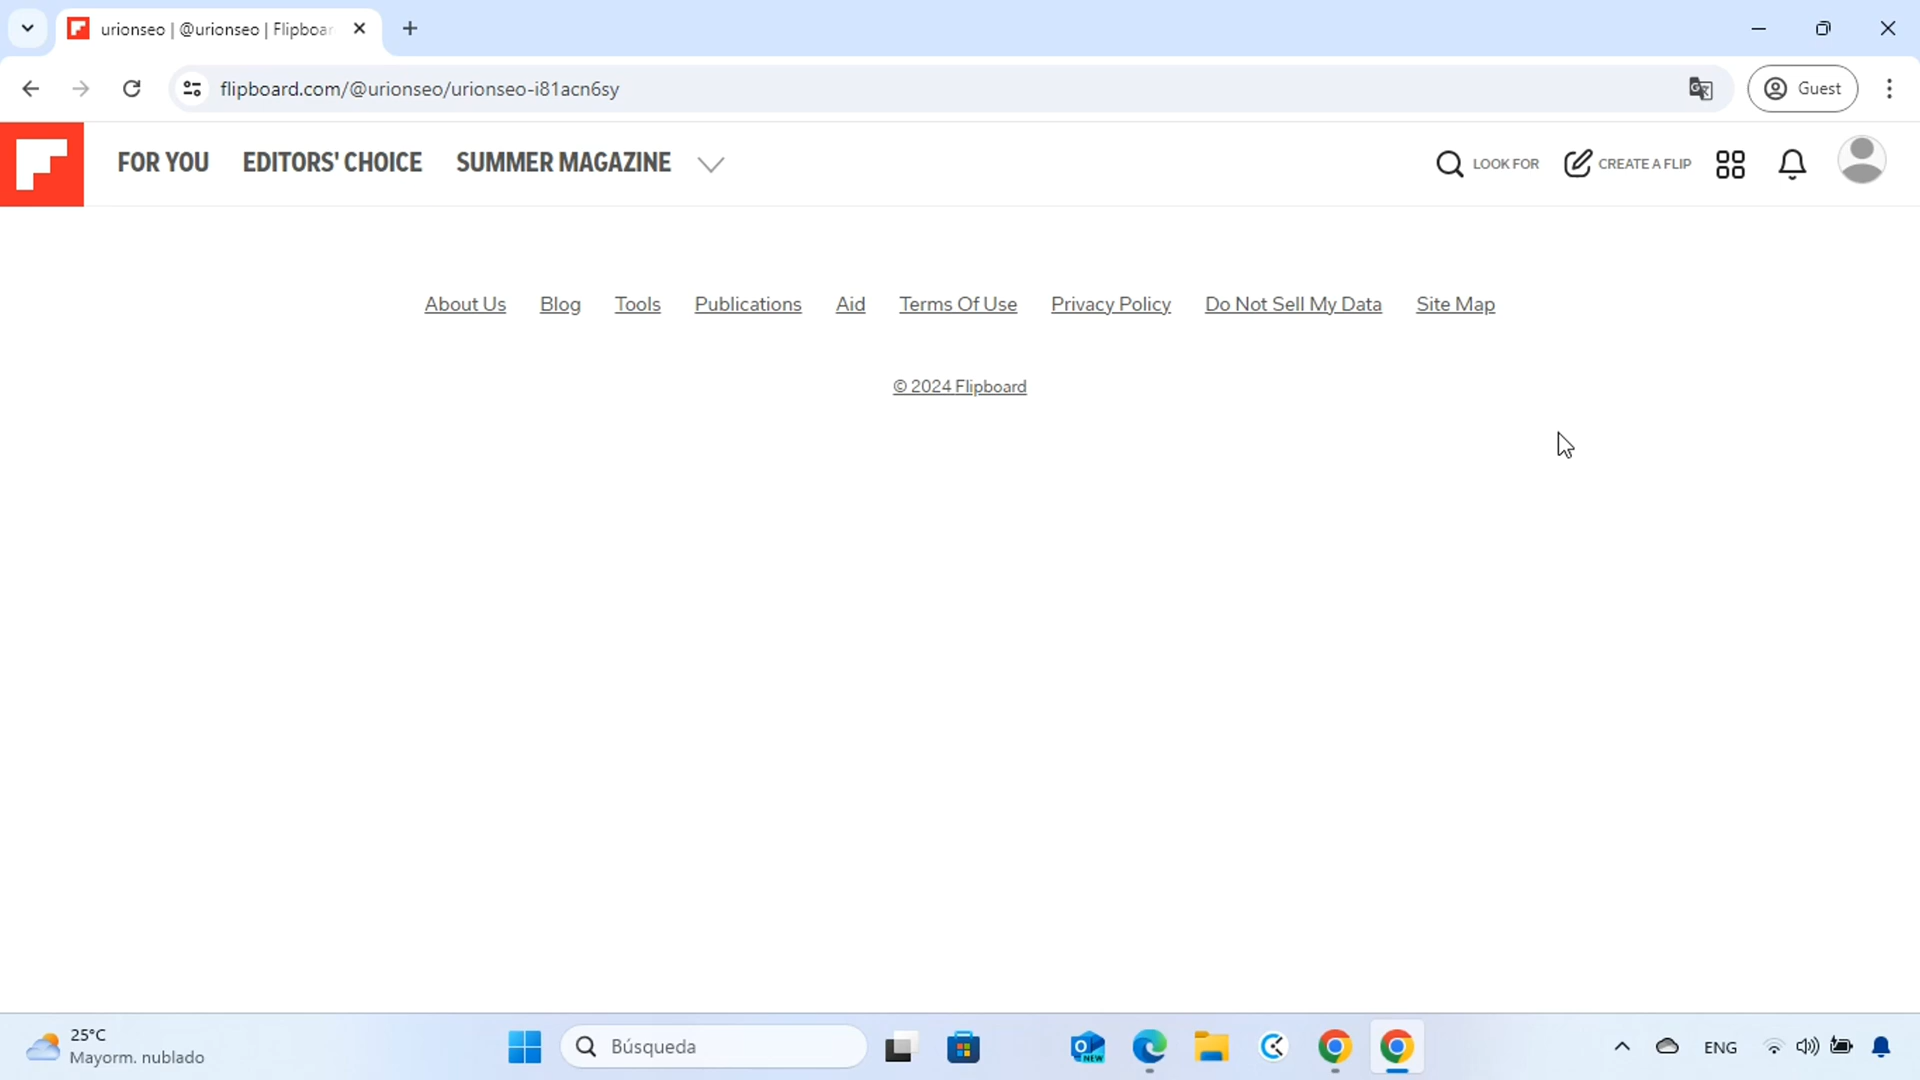 urionseo | @urionseo | Flipboar
flipboard.com/@urionseo/urionseo-i81acn6sy
Guest
FOR YOU
EDITORS' CHOICE
SUMMER MAGAZINE
LOOK FOR
CREATE A FLIP
About Us
Blog
Tools
Publications
Aid
Terms Of Use
Privacy Policy
Do Not Sell My Data
Site Map
© 2024 Flipboard
25°C
Mayorm. nublado
Búsqueda
NEW
ENG